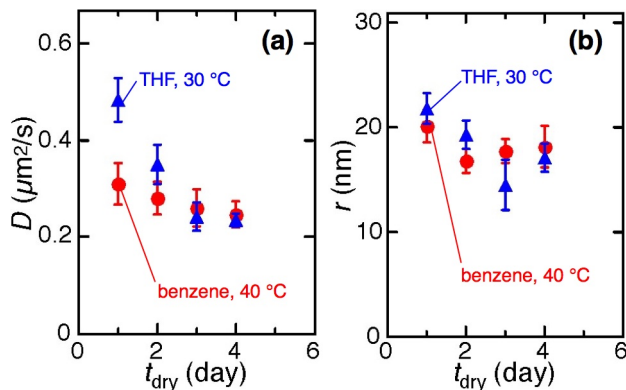 (a)
THF, 30 °C
benzene, 40 °C
D (µm²/s)
0.6
0.4
0.2
0
0 2 4 6
t_dry (day)
(b)
THF, 30 °C
benzene, 40 °C
r (nm)
30
20
10
0
0 2 4 6
t_dry (day)